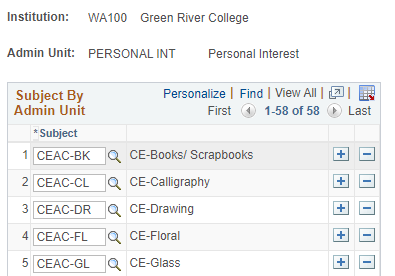 Institution: WA100 Green River College
Admin Unit: PERSONAL INT Personal Interest
Subject By Admin Unit
Personalize | Find | View All |
First 1-58 of 58 Last
*Subject
1 CEAC-BK CE-Books/ Scrapbooks + -
2 CEAC-CL CE-Calligraphy + -
3 CEAC-DR CE-Drawing + -
4 CEAC-FL CE-Floral + -
5 CEAC-GL CE-Glass + -